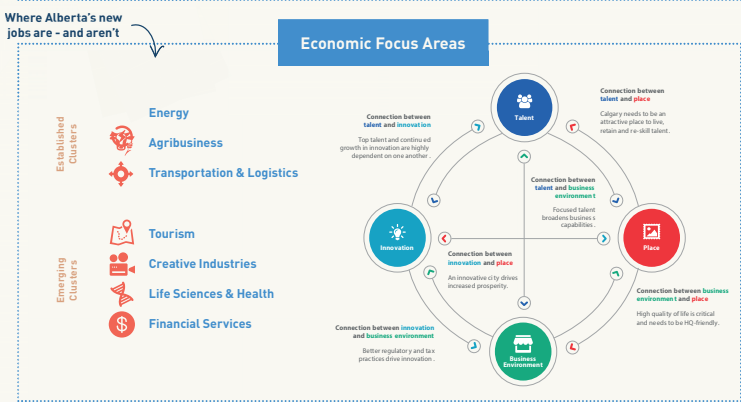 Where Alberta's new
jobs are - and aren't
Economic Focus Areas
Established
Clusters
Energy
Agribusiness
Transportation & Logistics
Emerging
Clusters
Tourism
Creative Industries
Life Sciences & Health
Financial Services
Talent
Connection between
talent and place
Calgary needs to be an
attractive place to live,
retain and re-skill talent.
Connection between
talent and innovation
Top talent and continued
growth in innovation are highly
dependent on one another .
Connection between
talent and business
environment
Focused talent
broadens business
capabilities .
Innovation
Place
Connection between
innovation and place
An innovative city drives
increased prosperity.
Connection between business
environment and place
High quality of life is critical
and needs to be HQ-friendly.
Connection between innovation
and business environment
Better regulatory and tax
practices drive innovation .
Business
Environment